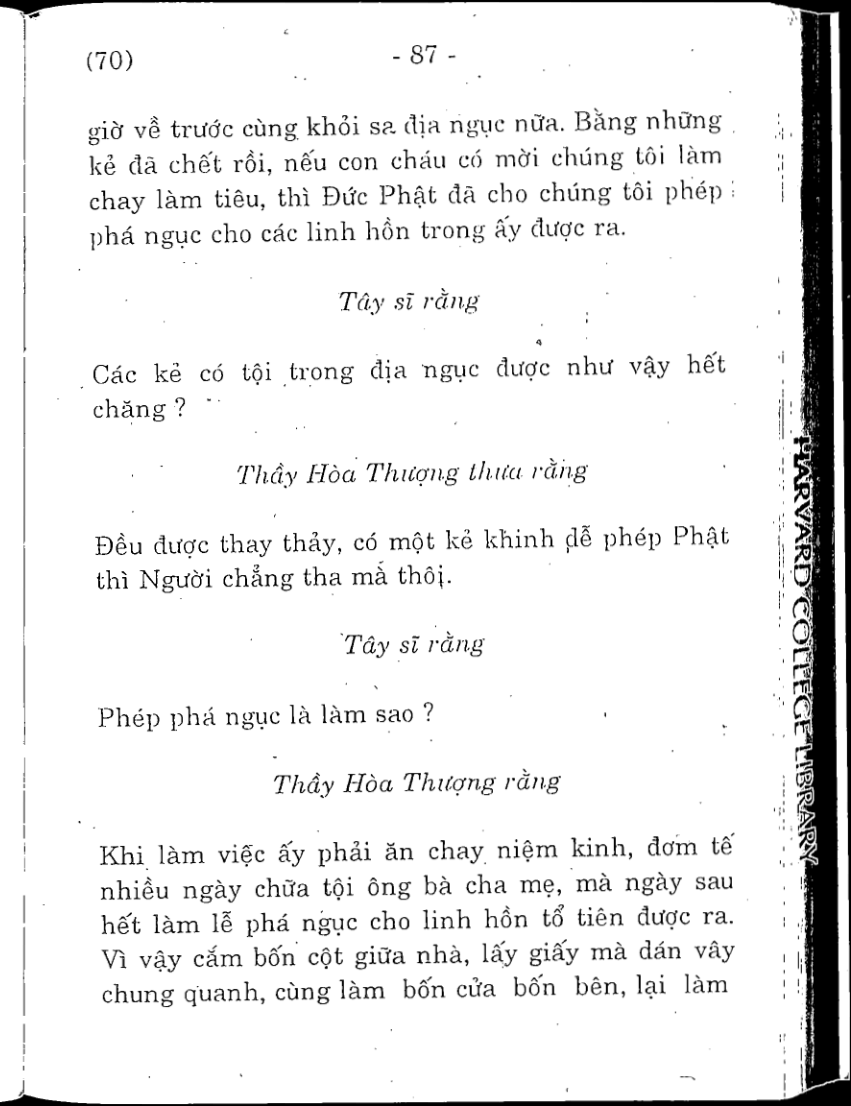 (70) - 87 -
giờ về trước cùng khỏi sa địa ngục nữa. Bằng những
kẻ đã chết rồi, nếu con cháu có mời chúng tôi làm
chay làm tiêu, thì Đức Phật đã cho chúng tôi phép
phá ngục cho các linh hồn trong ấy được ra.
Tây sĩ rằng
Các kẻ có tội trong địa ngục được như vậy hết
chăng ?
Thầy Hòa Thượng thưa rằng
Đều được thay thảy, có một kẻ khinh dễ phép Phật
thì Người chẳng tha mà thôi.
Tây sĩ rằng
Phép phá ngục là làm sao ?
Thầy Hòa Thượng rằng
Khi làm việc ấy phải ăn chay niệm kinh, đơm tế
nhiều ngày chữa tội ông bà cha mẹ, mà ngày sau
hết làm lễ phá ngục cho linh hồn tổ tiên được ra.
Vì vậy cắm bốn cột giữa nhà, lấy giấy mà dán vây
chung quanh, cùng làm bốn cửa bốn bên, lại làm
HARVARD COLLEGE LIBRARY